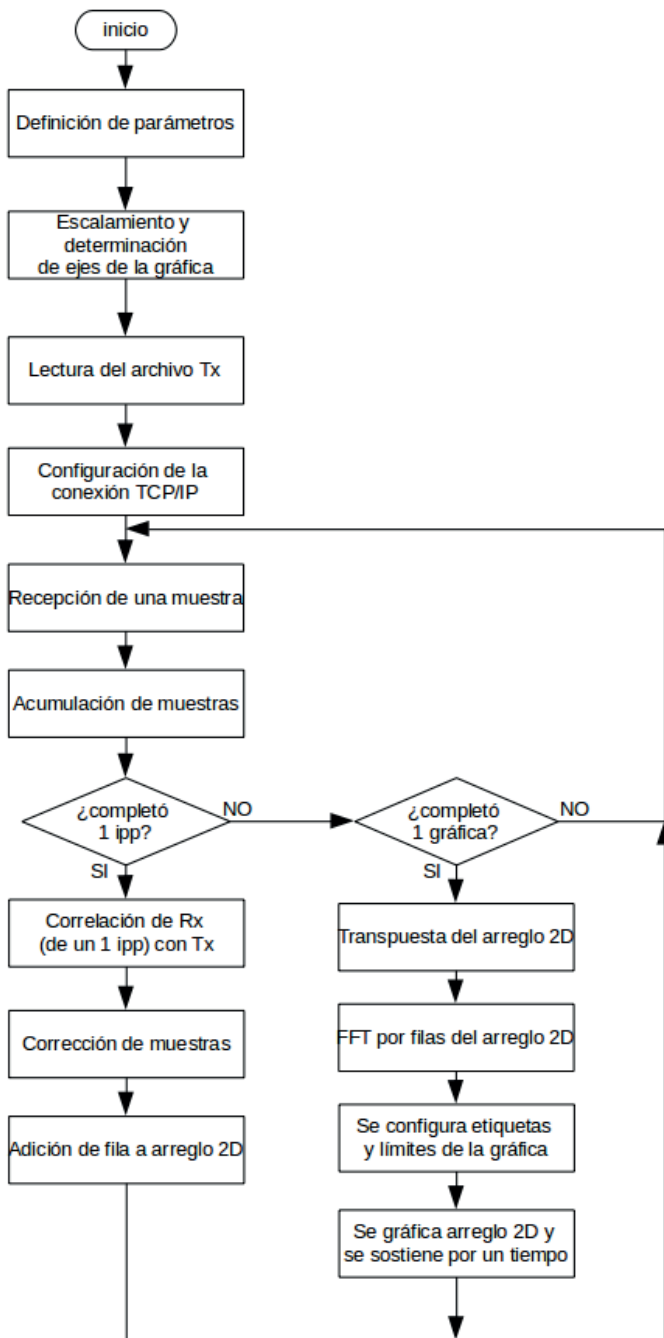 inicio
Definición de parámetros
Escalamiento y
determinación
de ejes de la gráfica
Lectura del archivo Tx
Configuración de la
conexión TCP/IP
Recepción de una muestra
Acumulación de muestras
¿completó
1 ipp?
NO
SI
¿completó
1 gráfica?
NO
SI
Correlación de Rx
(de un 1 ipp) con Tx
Corrección de muestras
Adición de fila a arreglo 2D
Transpuesta del arreglo 2D
FFT por filas del arreglo 2D
Se configura etiquetas
y límites de la gráfica
Se gráfica arreglo 2D y
se sostiene por un tiempo